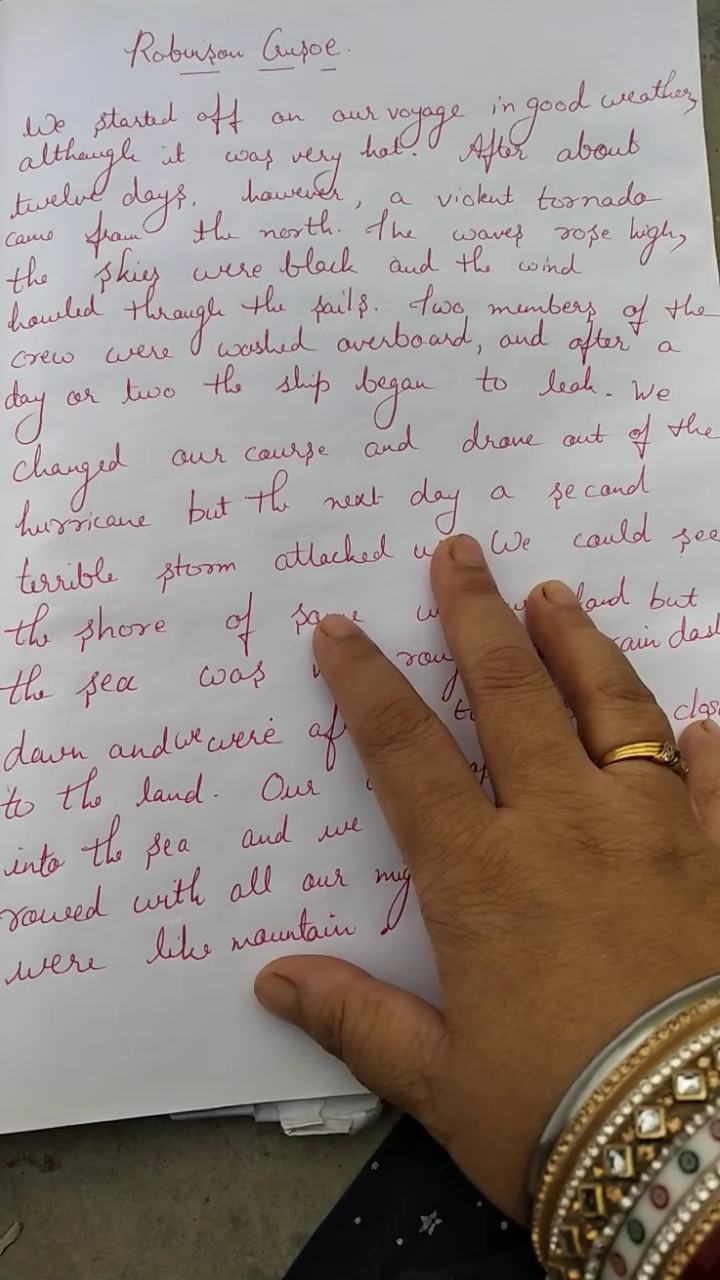 Robinson Crusoe.
We started off on our voyage in good weather,
although it was very hot. After about
twelve days, however, a violent tornado
came from the north. The waves rose high,
the skies were black and the wind
howled through the sails. Two members of the
crew were washed overboard, and after a
day or two the ship began to leak. We
changed our course and drove out of the
hurricane but the next day a second
terrible storm attacked We could see
the shore of land but
the sea was rain
down and we were
to the land. Our
into the sea and we
rowed with all our
were like mountain